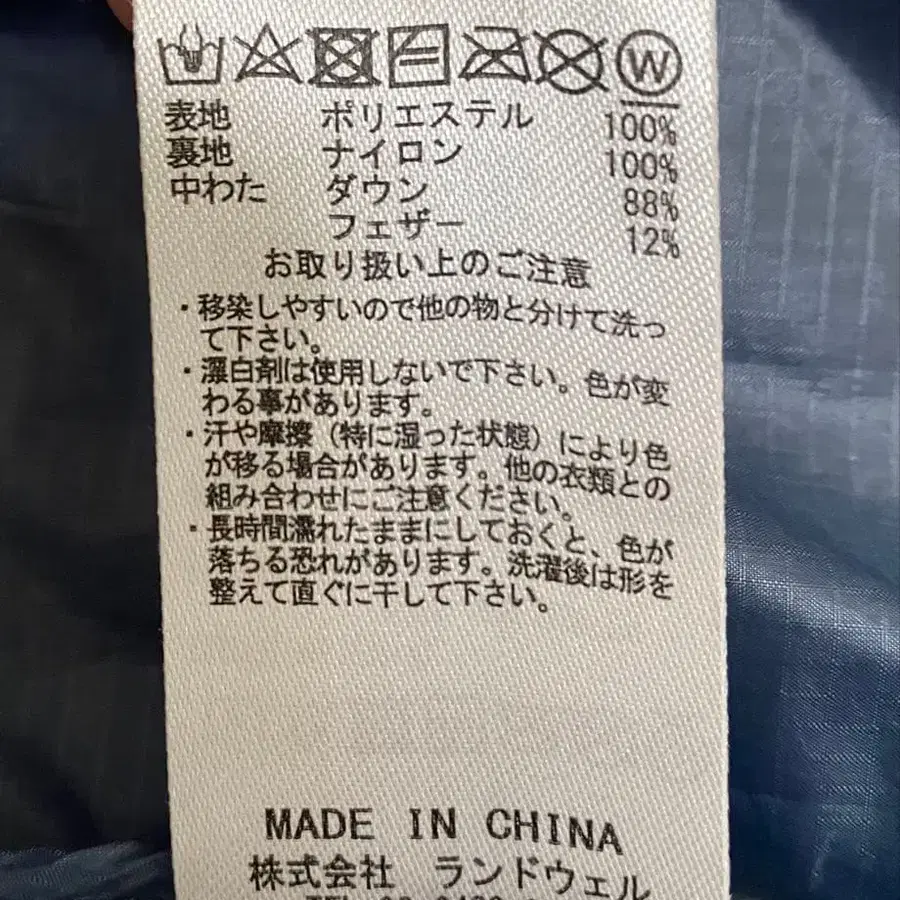 W
表地 ポリエステル 100%
裏地 ナイロン 100%
中わた ダウン 88%
フェザー 12%
お取り扱い上のご注意
・移染しやすいので他の物と分けて洗っ
て下さい。
・漂白剤は使用しないで下さい。色が変
わる事があります。
・汗や摩擦（特に湿った状態）により色
が移る場合があります。他の衣類との
組み合わせにご注意ください。
・長時間濡れたままにしておくと、色が
落ちる恐れがあります。洗濯後は形を
整えて直ぐに干して下さい。
MADE IN CHINA
株式会社 ランドウェル